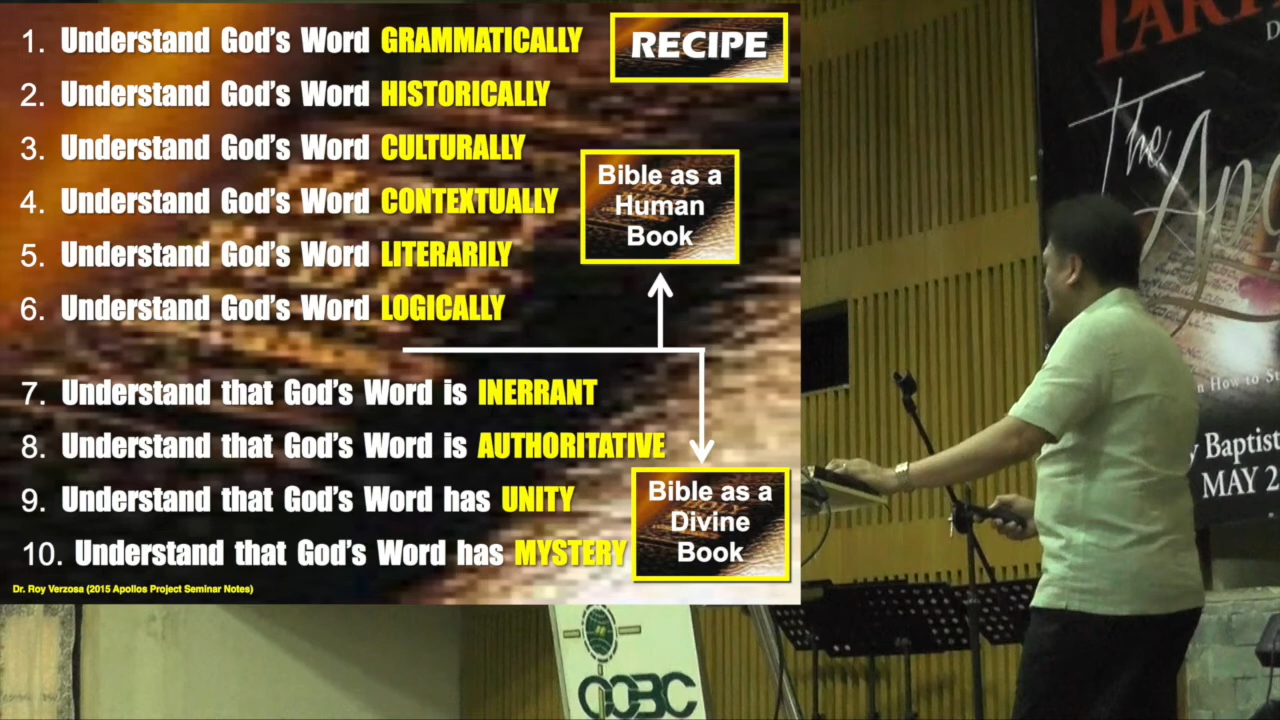 1. Understand God's Word GRAMMATICALLY
2. Understand God's Word HISTORICALLY
3. Understand God's Word CULTURALLY
4. Understand God's Word CONTEXTUALLY
5. Understand God's Word LITERARILY
6. Understand God's Word LOGICALLY
7. Understand that God's Word is INERRANT
8. Understand that God's Word is AUTHORITATIVE
9. Understand that God's Word has UNITY
10. Understand that God's Word has MYSTERY
Dr. Roy Verzosa (2015 Apollos Project Seminar Notes)
RECIPE
Bible as a
Human
Book
Bible as a
Divine
Book
The
How to
Baptist
MAY 2